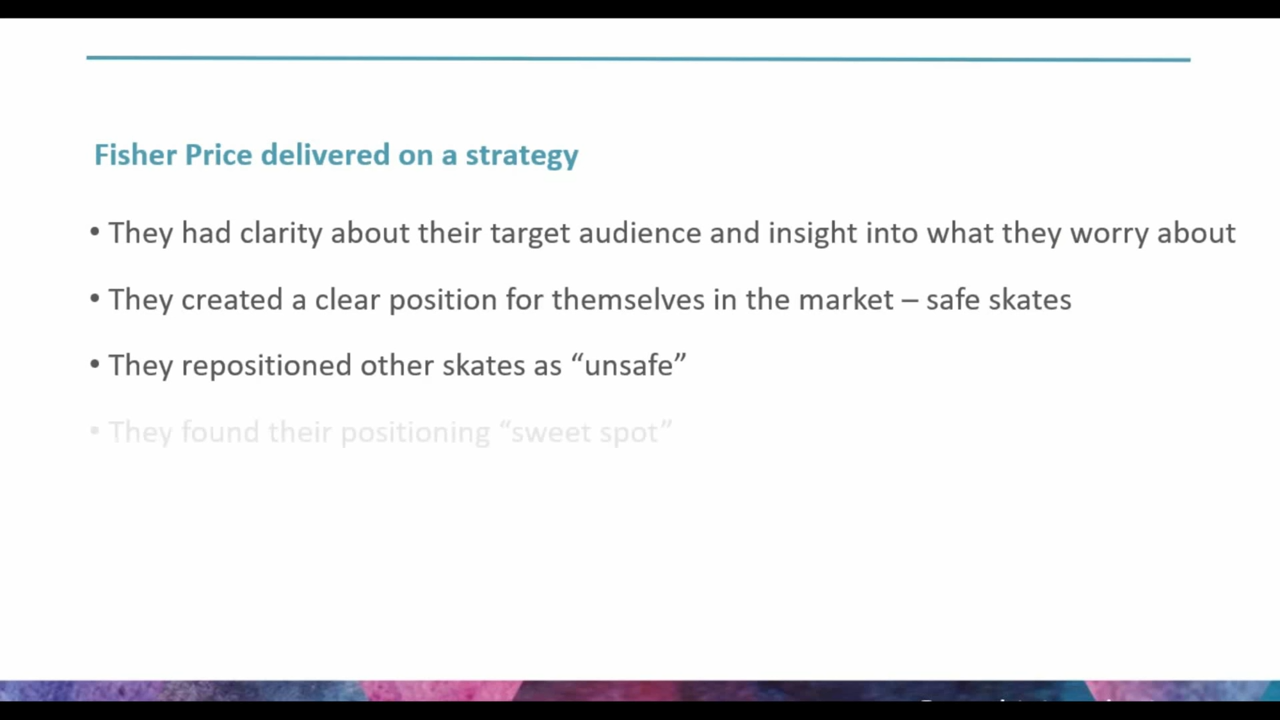 Fisher Price delivered on a strategy
• They had clarity about their target audience and insight into what they worry about
• They created a clear position for themselves in the market – safe skates
• They repositioned other skates as “unsafe”
• They found their positioning “sweet spot”